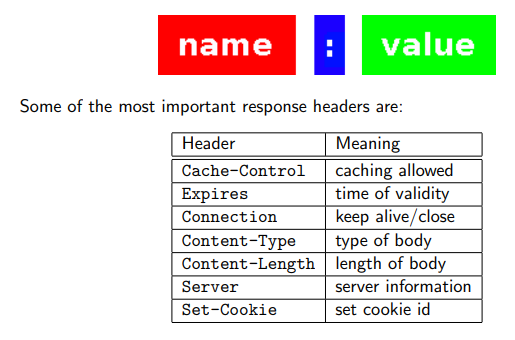 name : value
Some of the most important response headers are:
Header Meaning
Cache-Control caching allowed
Expires time of validity
Connection keep alive/close
Content-Type type of body
Content-Length length of body
Server server information
Set-Cookie set cookie id